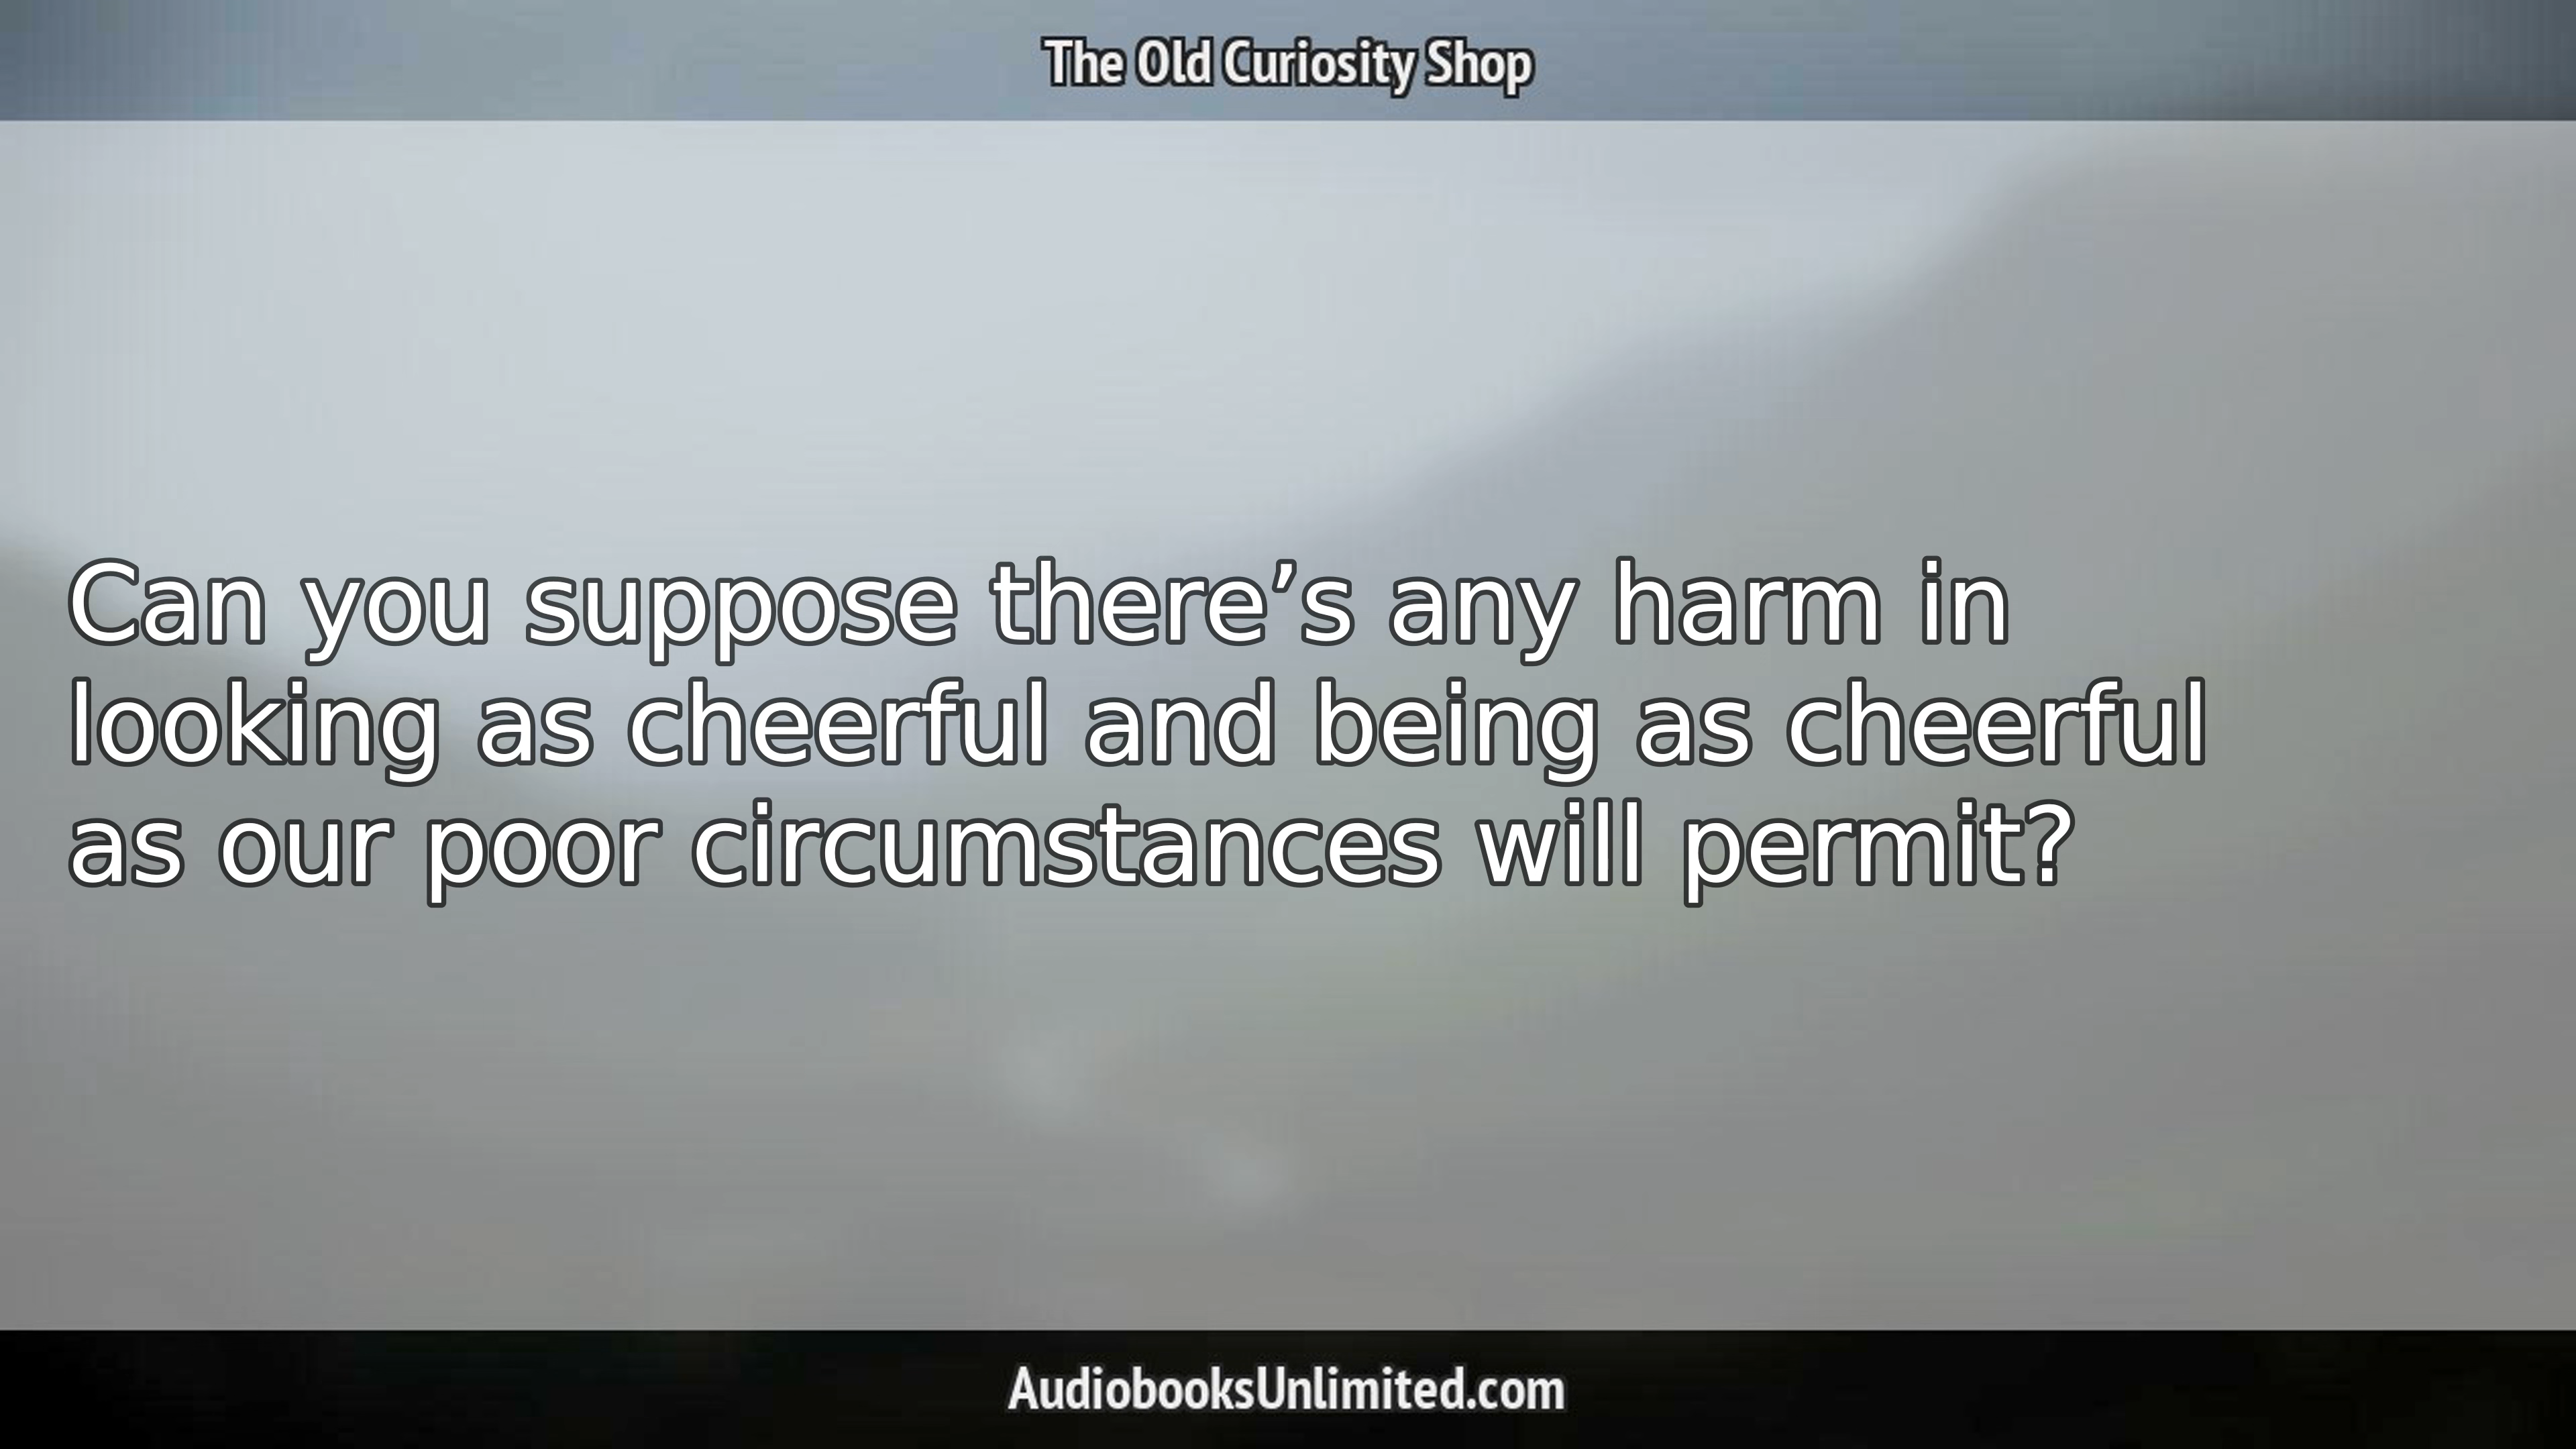 The Old Curiosity Shop
Can you suppose there’s any harm in
looking as cheerful and being as cheerful
as our poor circumstances will permit?
AudiobooksUnlimited.com